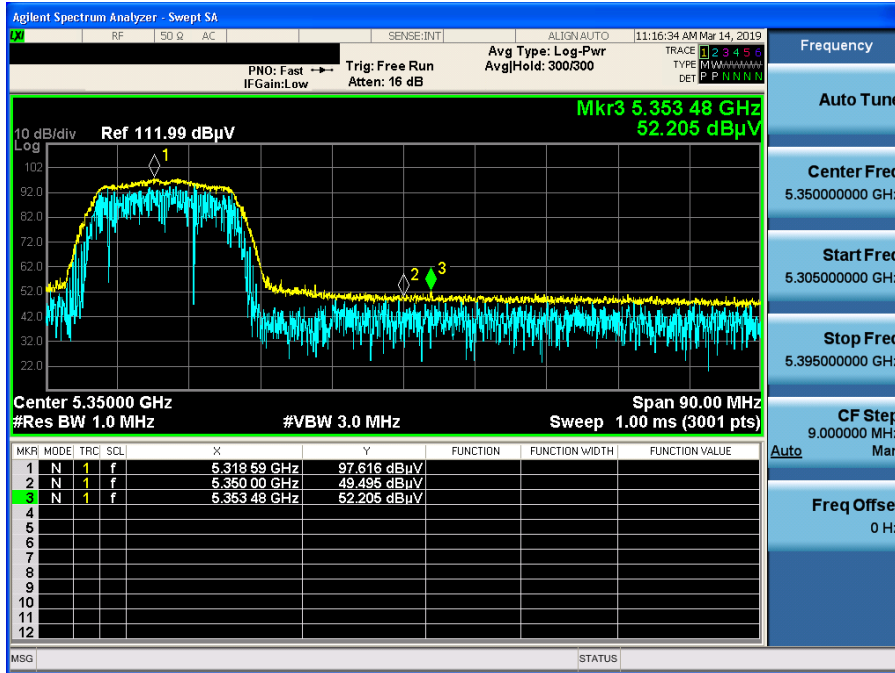 Agilent Spectrum Analyzer - Swept SA
LXI RF 50 Ω AC SENSE:INT ALIGN AUTO 11:16:34 AM Mar 14, 2019
Frequency
PNO: Fast Trig: Free Run Avg Type: Log-Pwr TRACE 1 2 3 4 5 6
IFGain:Low Atten: 16 dB Avg|Hold: 300/300 TYPE M
DET P P N N N N
Auto Tune
Mkr3 5.353 48 GHz
52.205 dBµV
10 dB/div Ref 111.99 dBµV
Log
102
92.0
82.0
72.0
62.0
52.0
42.0
32.0
22.0
1
2
3
Center 5.35000 GHz Span 90.00 MHz
#Res BW 1.0 MHz #VBW 3.0 MHz Sweep 1.00 ms (3001 pts)
Center Freq
5.350000000 GHz
Start Freq
5.305000000 GHz
Stop Freq
5.395000000 GHz
CF Step
9.000000 MHz
Auto Man
Freq Offset
0 Hz
MKR MODE TRC SCL X Y FUNCTION FUNCTION WIDTH FUNCTION VALUE
1 N 1 f 5.318 59 GHz 97.616 dBµV
2 N 1 f 5.350 00 GHz 49.495 dBµV
3 N 1 f 5.353 48 GHz 52.205 dBµV
4
5
6
7
8
9
10
11
12
MSG STATUS